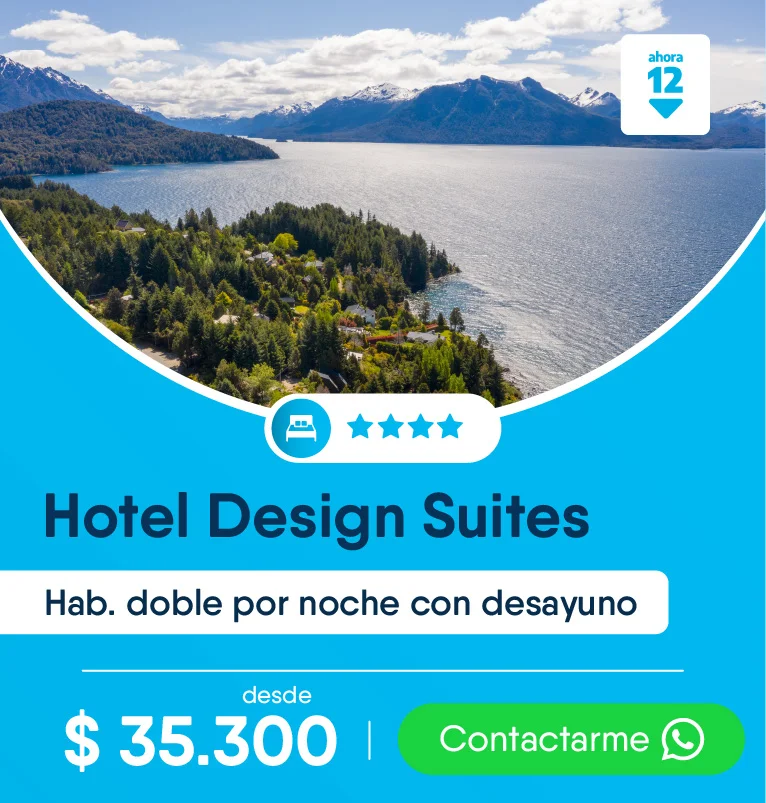 ahora
12
Hotel Design Suites
Hab. doble por noche con desayuno
desde
$ 35.300
Contactarme